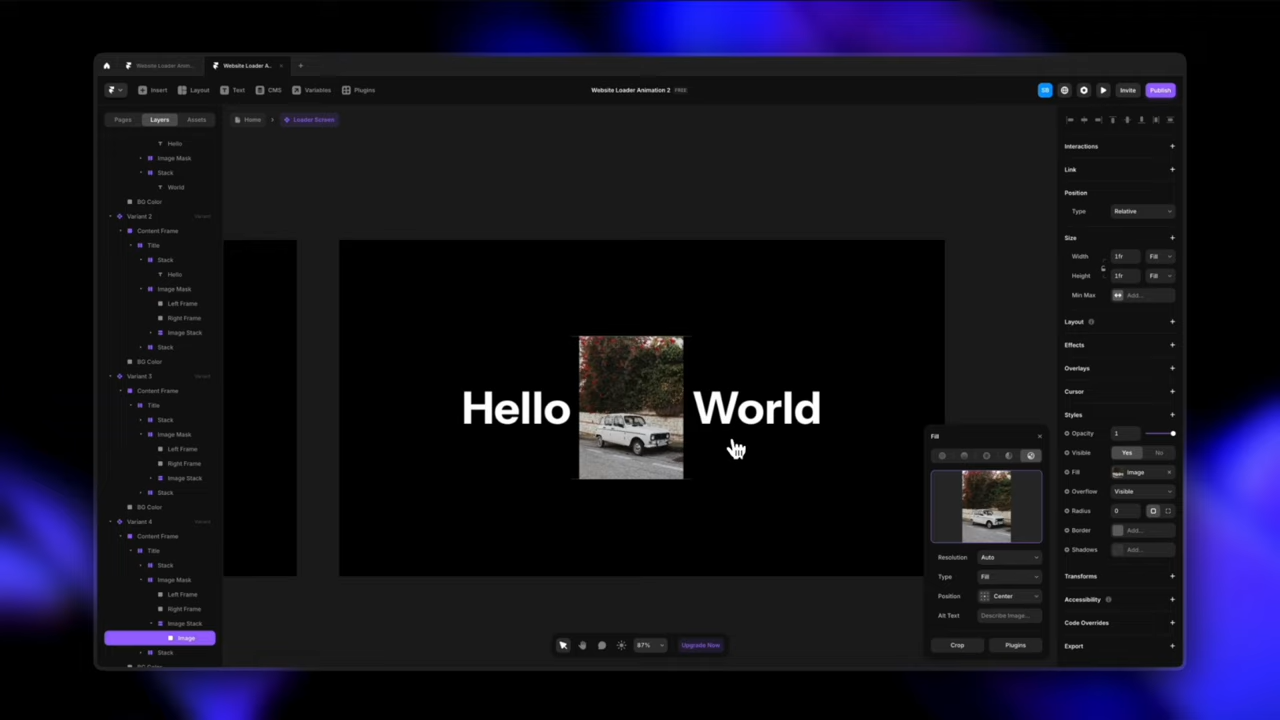 Website Loader Anim...
Website Loader A..
Insert
Layout
Text
CMS
Variables
Plugins
Website Loader Animation 2 FREE
SB
Invite
Publish
Pages
Layers
Assets
Home
Loader Screen
Hello
Image Mask
Stack
World
BG Color
Variant 2
Variant
Content Frame
Title
Stack
Hello
Image Mask
Left Frame
Right Frame
Image Stack
Stack
BG Color
Variant 3
Variant
Content Frame
Title
Stack
Image Mask
Left Frame
Right Frame
Image Stack
Stack
BG Color
Variant 4
Variant
Content Frame
Title
Stack
Image Mask
Left Frame
Right Frame
Image Stack
Image
Stack
Hello World
87%
Upgrade Now
Fill
Resolution Auto
Type Fill
Position Center
Alt Text Describe Image...
Crop
Plugins
Interactions
Link
Position
Type Relative
Size
Width 1fr Fill
Height 1fr Fill
Min Max Add...
Layout
Effects
Overlays
Cursor
Styles
Opacity 1
Visible Yes No
Fill Image
Overflow Visible
Radius 0
Border Add...
Shadows Add...
Transforms
Accessibility
Code Overrides
Export